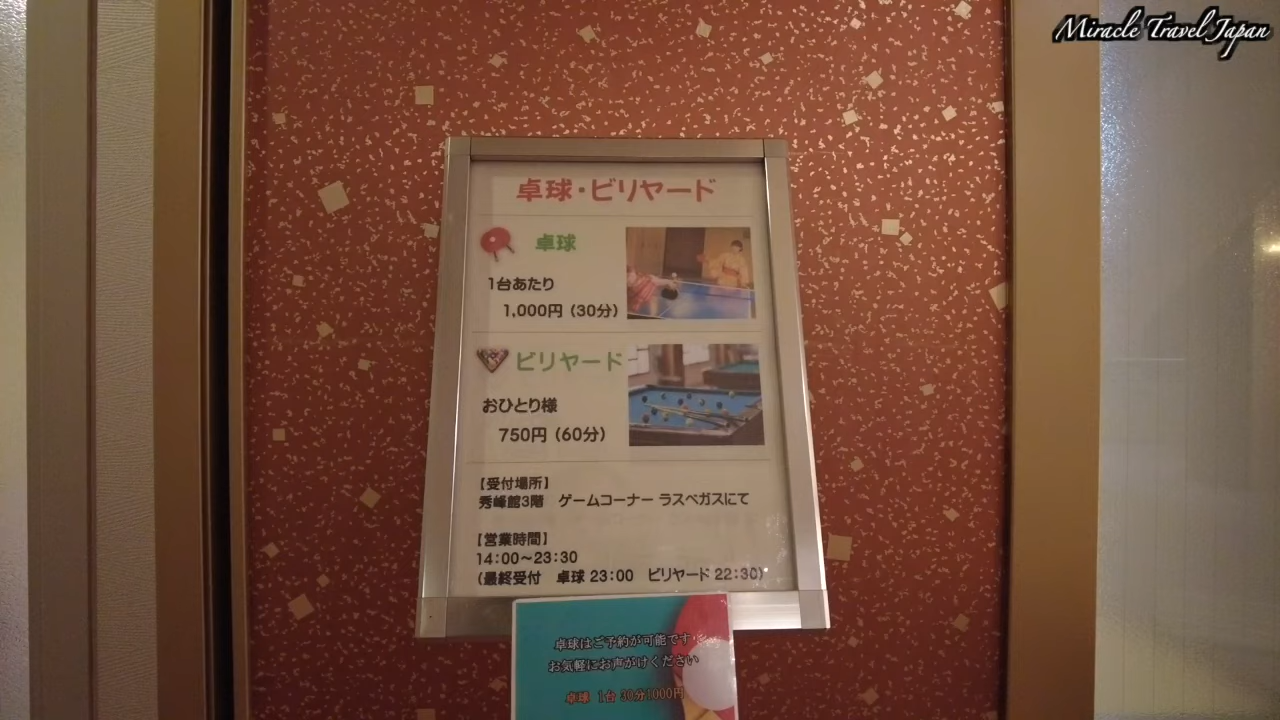 Miracle Travel Japan
卓球・ビリヤード
卓球
1台あたり
1,000円（30分）
ビリヤード
おひとり様
750円（60分）
【受付場所】
秀峰館3階　ゲームコーナー ラスベガスにて
【営業時間】
14:00～23:30
（最終受付　卓球 23:00　ビリヤード 22:30）
卓球はご予約が可能です
お気軽にお声がけください
卓球 1台 30分1000円